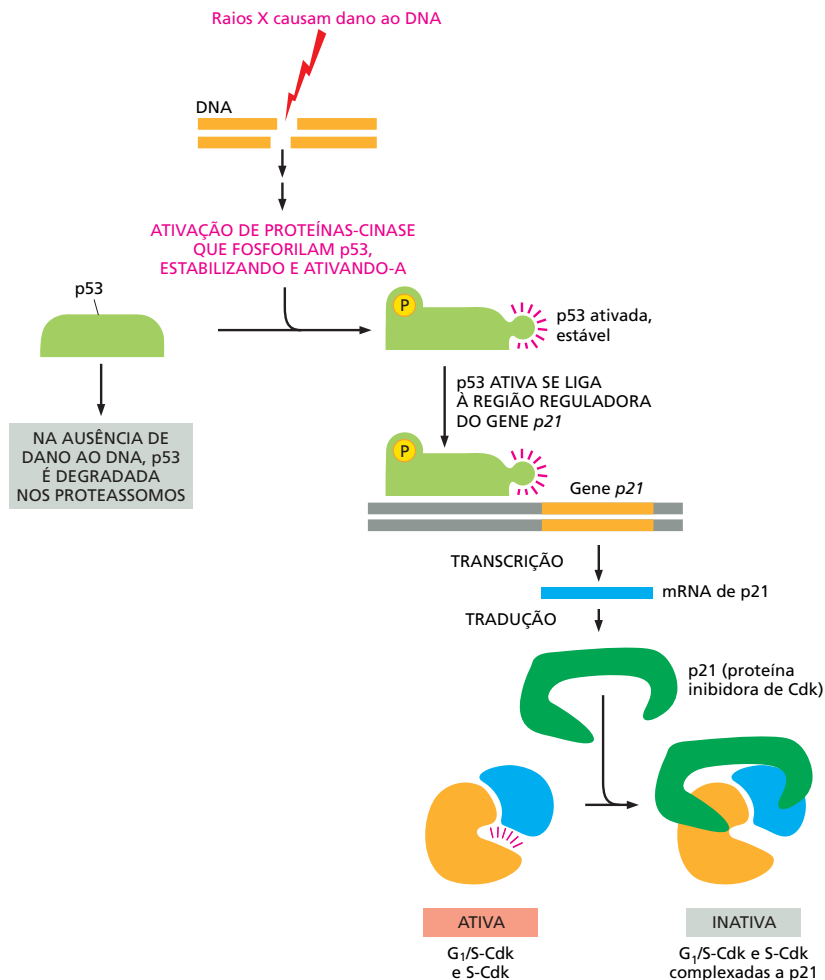 Raios X causam dano ao DNA
DNA
ATIVAÇÃO DE PROTEÍNAS-CINASE
QUE FOSFORILAM p53,
ESTABILIZANDO E ATIVANDO-A
p53
P
p53 ativada,
estável
p53 ATIVA SE LIGA
À REGIÃO REGULADORA
DO GENE p21
NA AUSÊNCIA DE
DANO AO DNA, p53
É DEGRADADA
NOS PROTEASSOMOS
P
Gene p21
TRANSCRIÇÃO
mRNA de p21
TRADUÇÃO
p21 (proteína
inibidora de Cdk)
ATIVA
G₁/S-Cdk
e S-Cdk
INATIVA
G₁/S-Cdk e S-Cdk
complexadas a p21